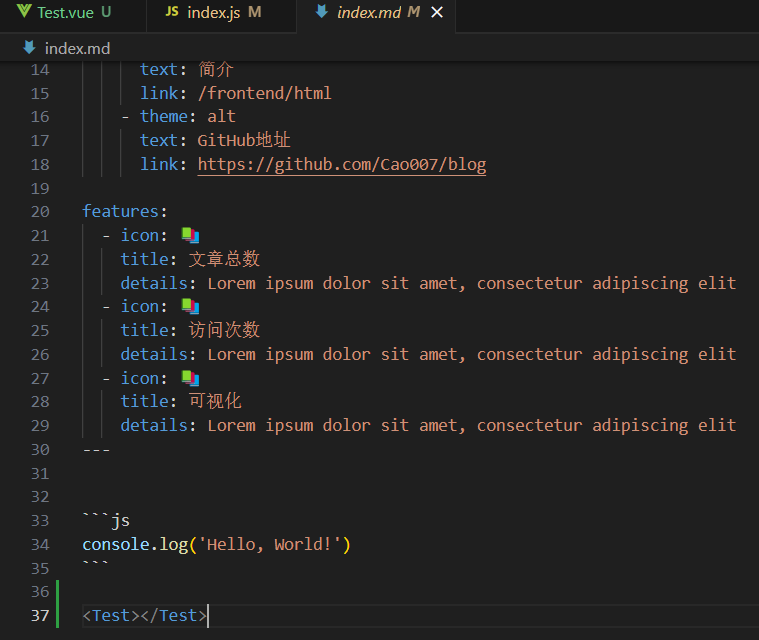 Test.vue U JS index.js M index.md M
index.md
14 text: 简介
15 link: /frontend/html
16 - theme: alt
17 text: GitHub地址
18 link: https://github.com/Cao007/blog
19
20 features:
21 - icon: 📚
22 title: 文章总数
23 details: Lorem ipsum dolor sit amet, consectetur adipiscing elit
24 - icon: 📚
25 title: 访问次数
26 details: Lorem ipsum dolor sit amet, consectetur adipiscing elit
27 - icon: 📚
28 title: 可视化
29 details: Lorem ipsum dolor sit amet, consectetur adipiscing elit
30 ---
31
32
33 ```js
34 console.log('Hello, World!')
35 ```
36
37 <Test></Test>